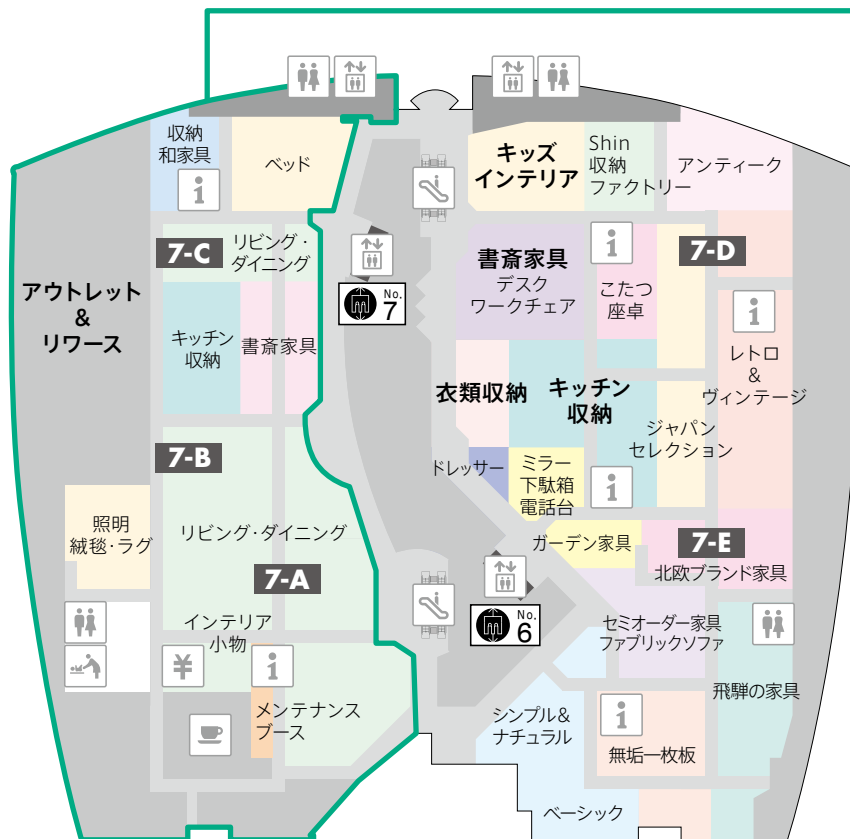 収納
和家具
ベッド
キッズ
インテリア
Shin
収納
ファクトリー
アンティーク
7-C
リビング・
ダイニング
アウトレット
&
リワース
キッチン
収納
書斎家具
No.
7
書斎家具
デスク
ワークチェア
こたつ
座卓
7-D
レトロ
&
ヴィンテージ
衣類収納
キッチン
収納
ジャパン
セレクション
ドレッサー
ミラー
下駄箱
電話台
7-B
照明
絨毯・ラグ
リビング・ダイニング
7-A
インテリア
小物
¥
メンテナンス
ブース
ガーデン家具
7-E
北欧ブランド家具
No.
6
セミオーダー家具
ファブリックソファ
飛騨の家具
シンプル&
ナチュラル
無垢一枚板
ベーシック